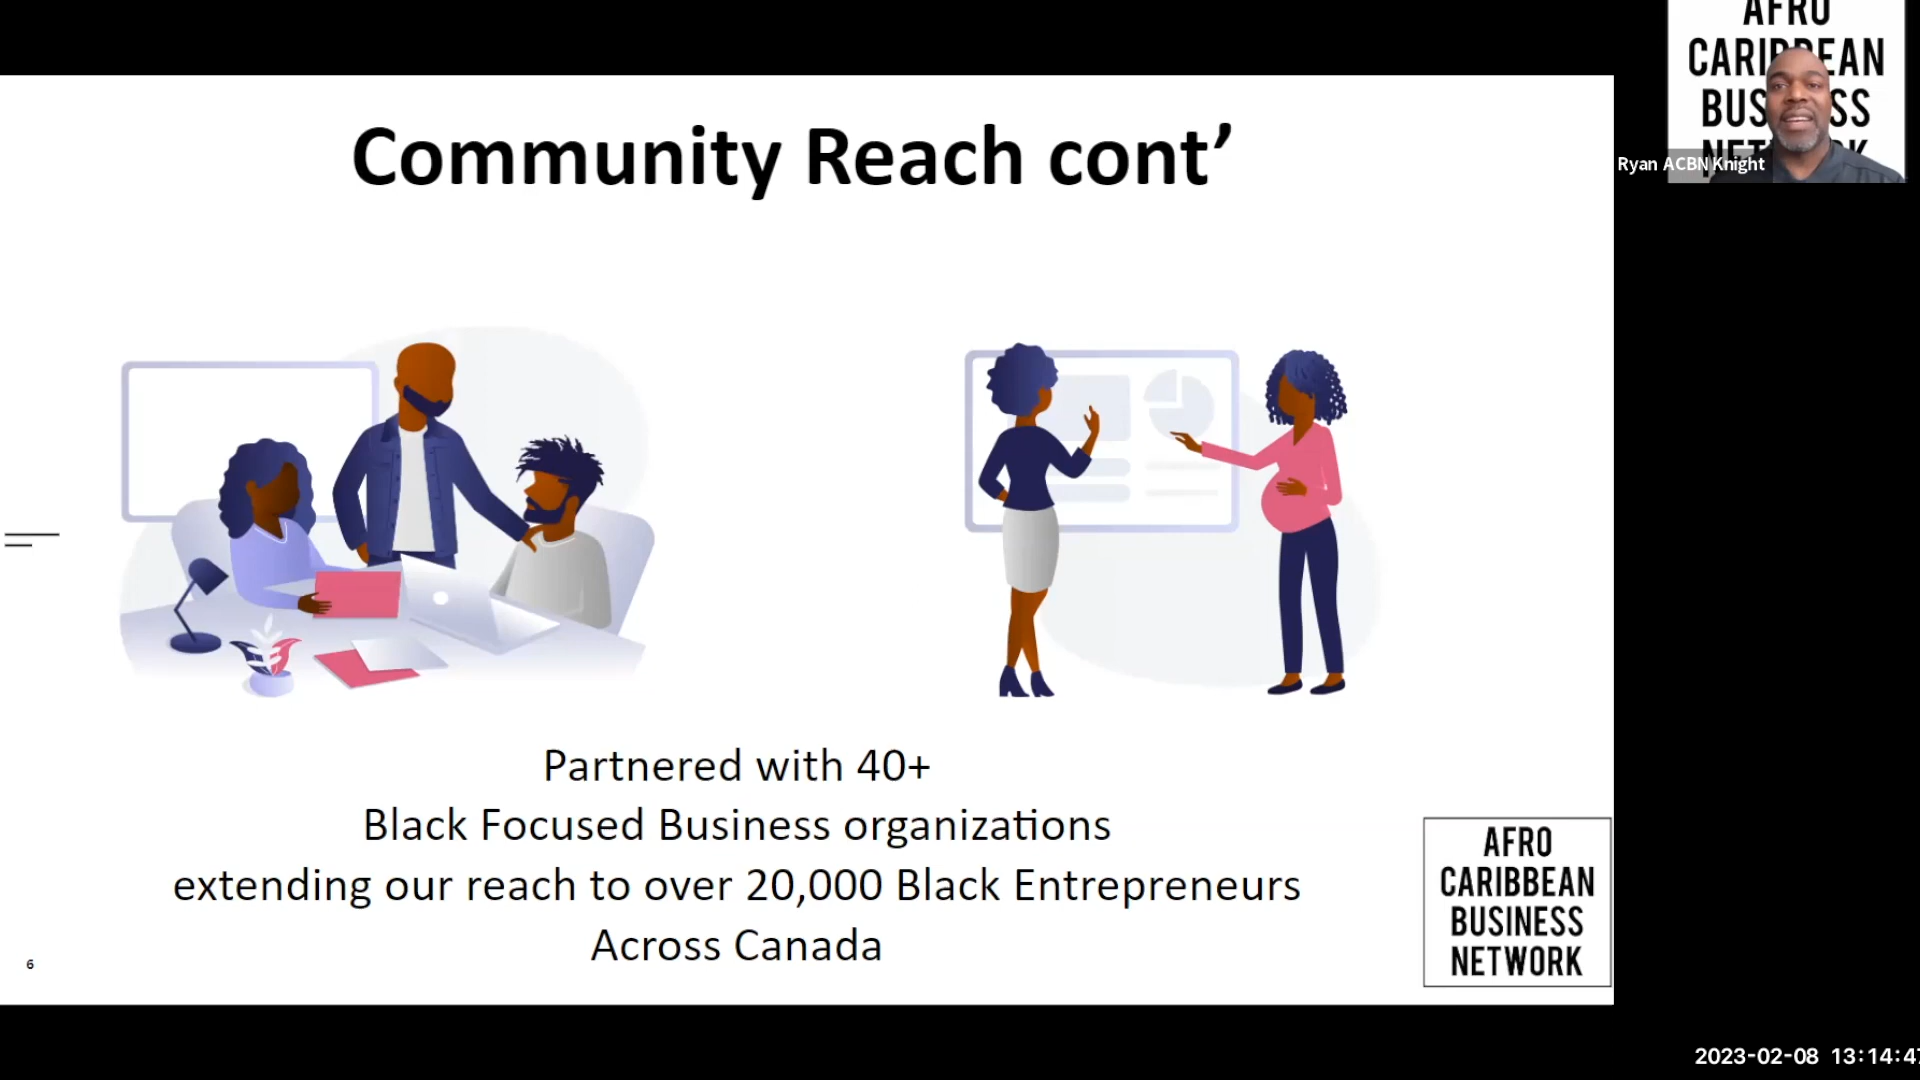 Community Reach cont’
Partnered with 40+
Black Focused Business organizations
extending our reach to over 20,000 Black Entrepreneurs
Across Canada
6
AFRO
CARIBBEAN
BUSINESS
NETWORK
AFRO
CARIBBEAN
BUSINESS
NETWORK
Ryan ACBN Knight
2023-02-08 13:14:4